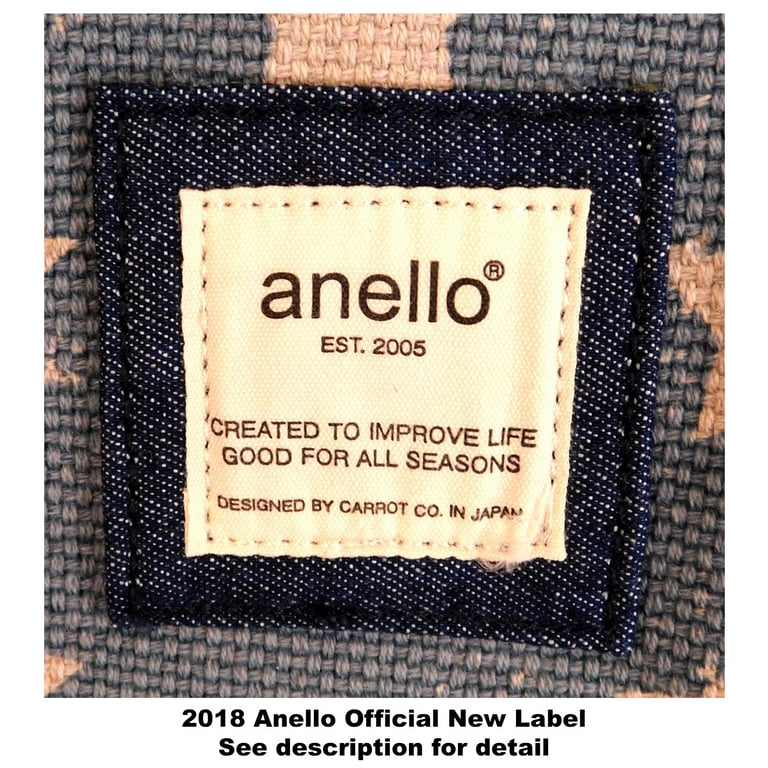 anello®
EST. 2005
CREATED TO IMPROVE LIFE
GOOD FOR ALL SEASONS
DESIGNED BY CARROT CO. IN JAPAN
2018 Anello Official New Label
See description for detail